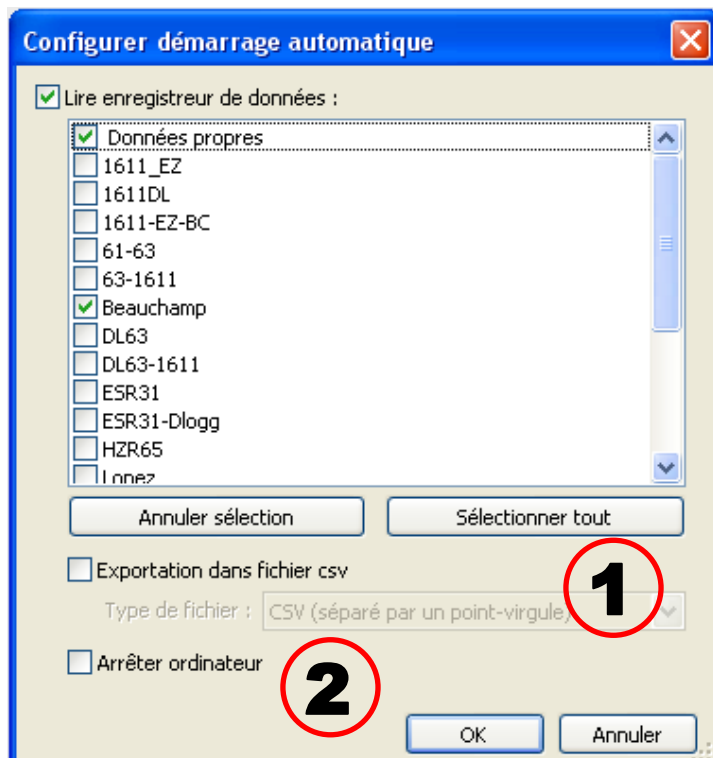 Configurer démarrage automatique
Lire enregistreur de données :
Données propres
1611_EZ
1611DL
1611-EZ-BC
61-63
63-1611
Beauchamp
DL63
DL63-1611
ESR31
ESR31-Dlogg
HZR65
Lopez
Annuler sélection Sélectionner tout
Exportation dans fichier csv
1
Type de fichier : CSV (séparé par un point-virgule)
Arrêter ordinateur
2
OK Annuler